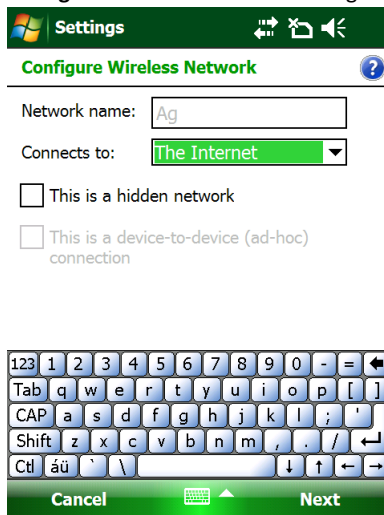 Settings
Configure Wireless Network ?
Network name: Ag
Connects to: The Internet
This is a hidden network
This is a device-to-device (ad-hoc)
connection
123 1 2 3 4 5 6 7 8 9 0 - =
Tab q w e r t y u i o p [ ]
CAP a s d f g h j k l ; '
Shift z x c v b n m , . /
Ctl áü ` \
Cancel Next